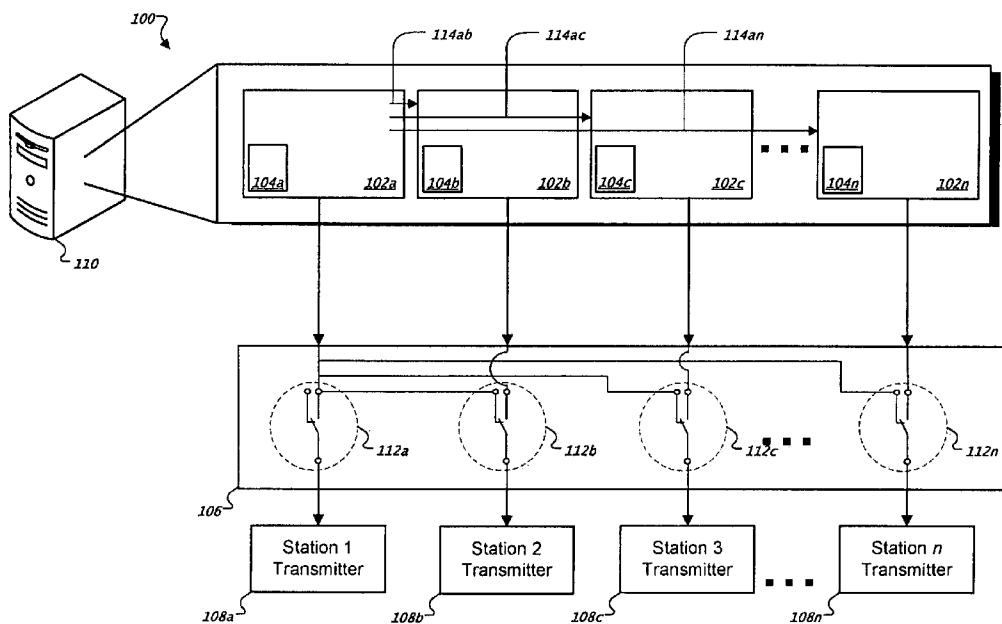 100
114ab
114ac
114an
104a
102a
104b
102b
104c
102c
104n
102n
110
112a
112b
112c
112n
106
Station 1
Transmitter
Station 2
Transmitter
Station 3
Transmitter
Station n
Transmitter
108a
108b
108c
108n